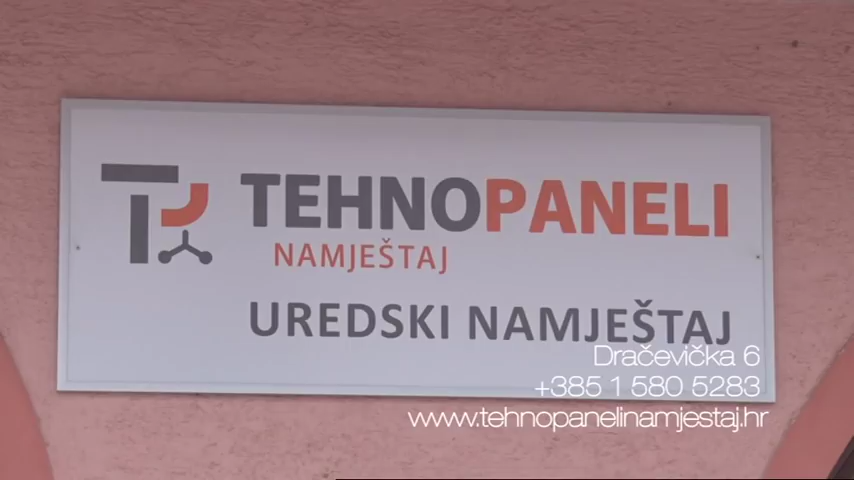 TEHNOPANELI
NAMJEŠTAJ
UREDSKI NAMJEŠTAJ
Dračevička 6
+385 1 580 5283
www.tehnopanelinamjestaj.hr